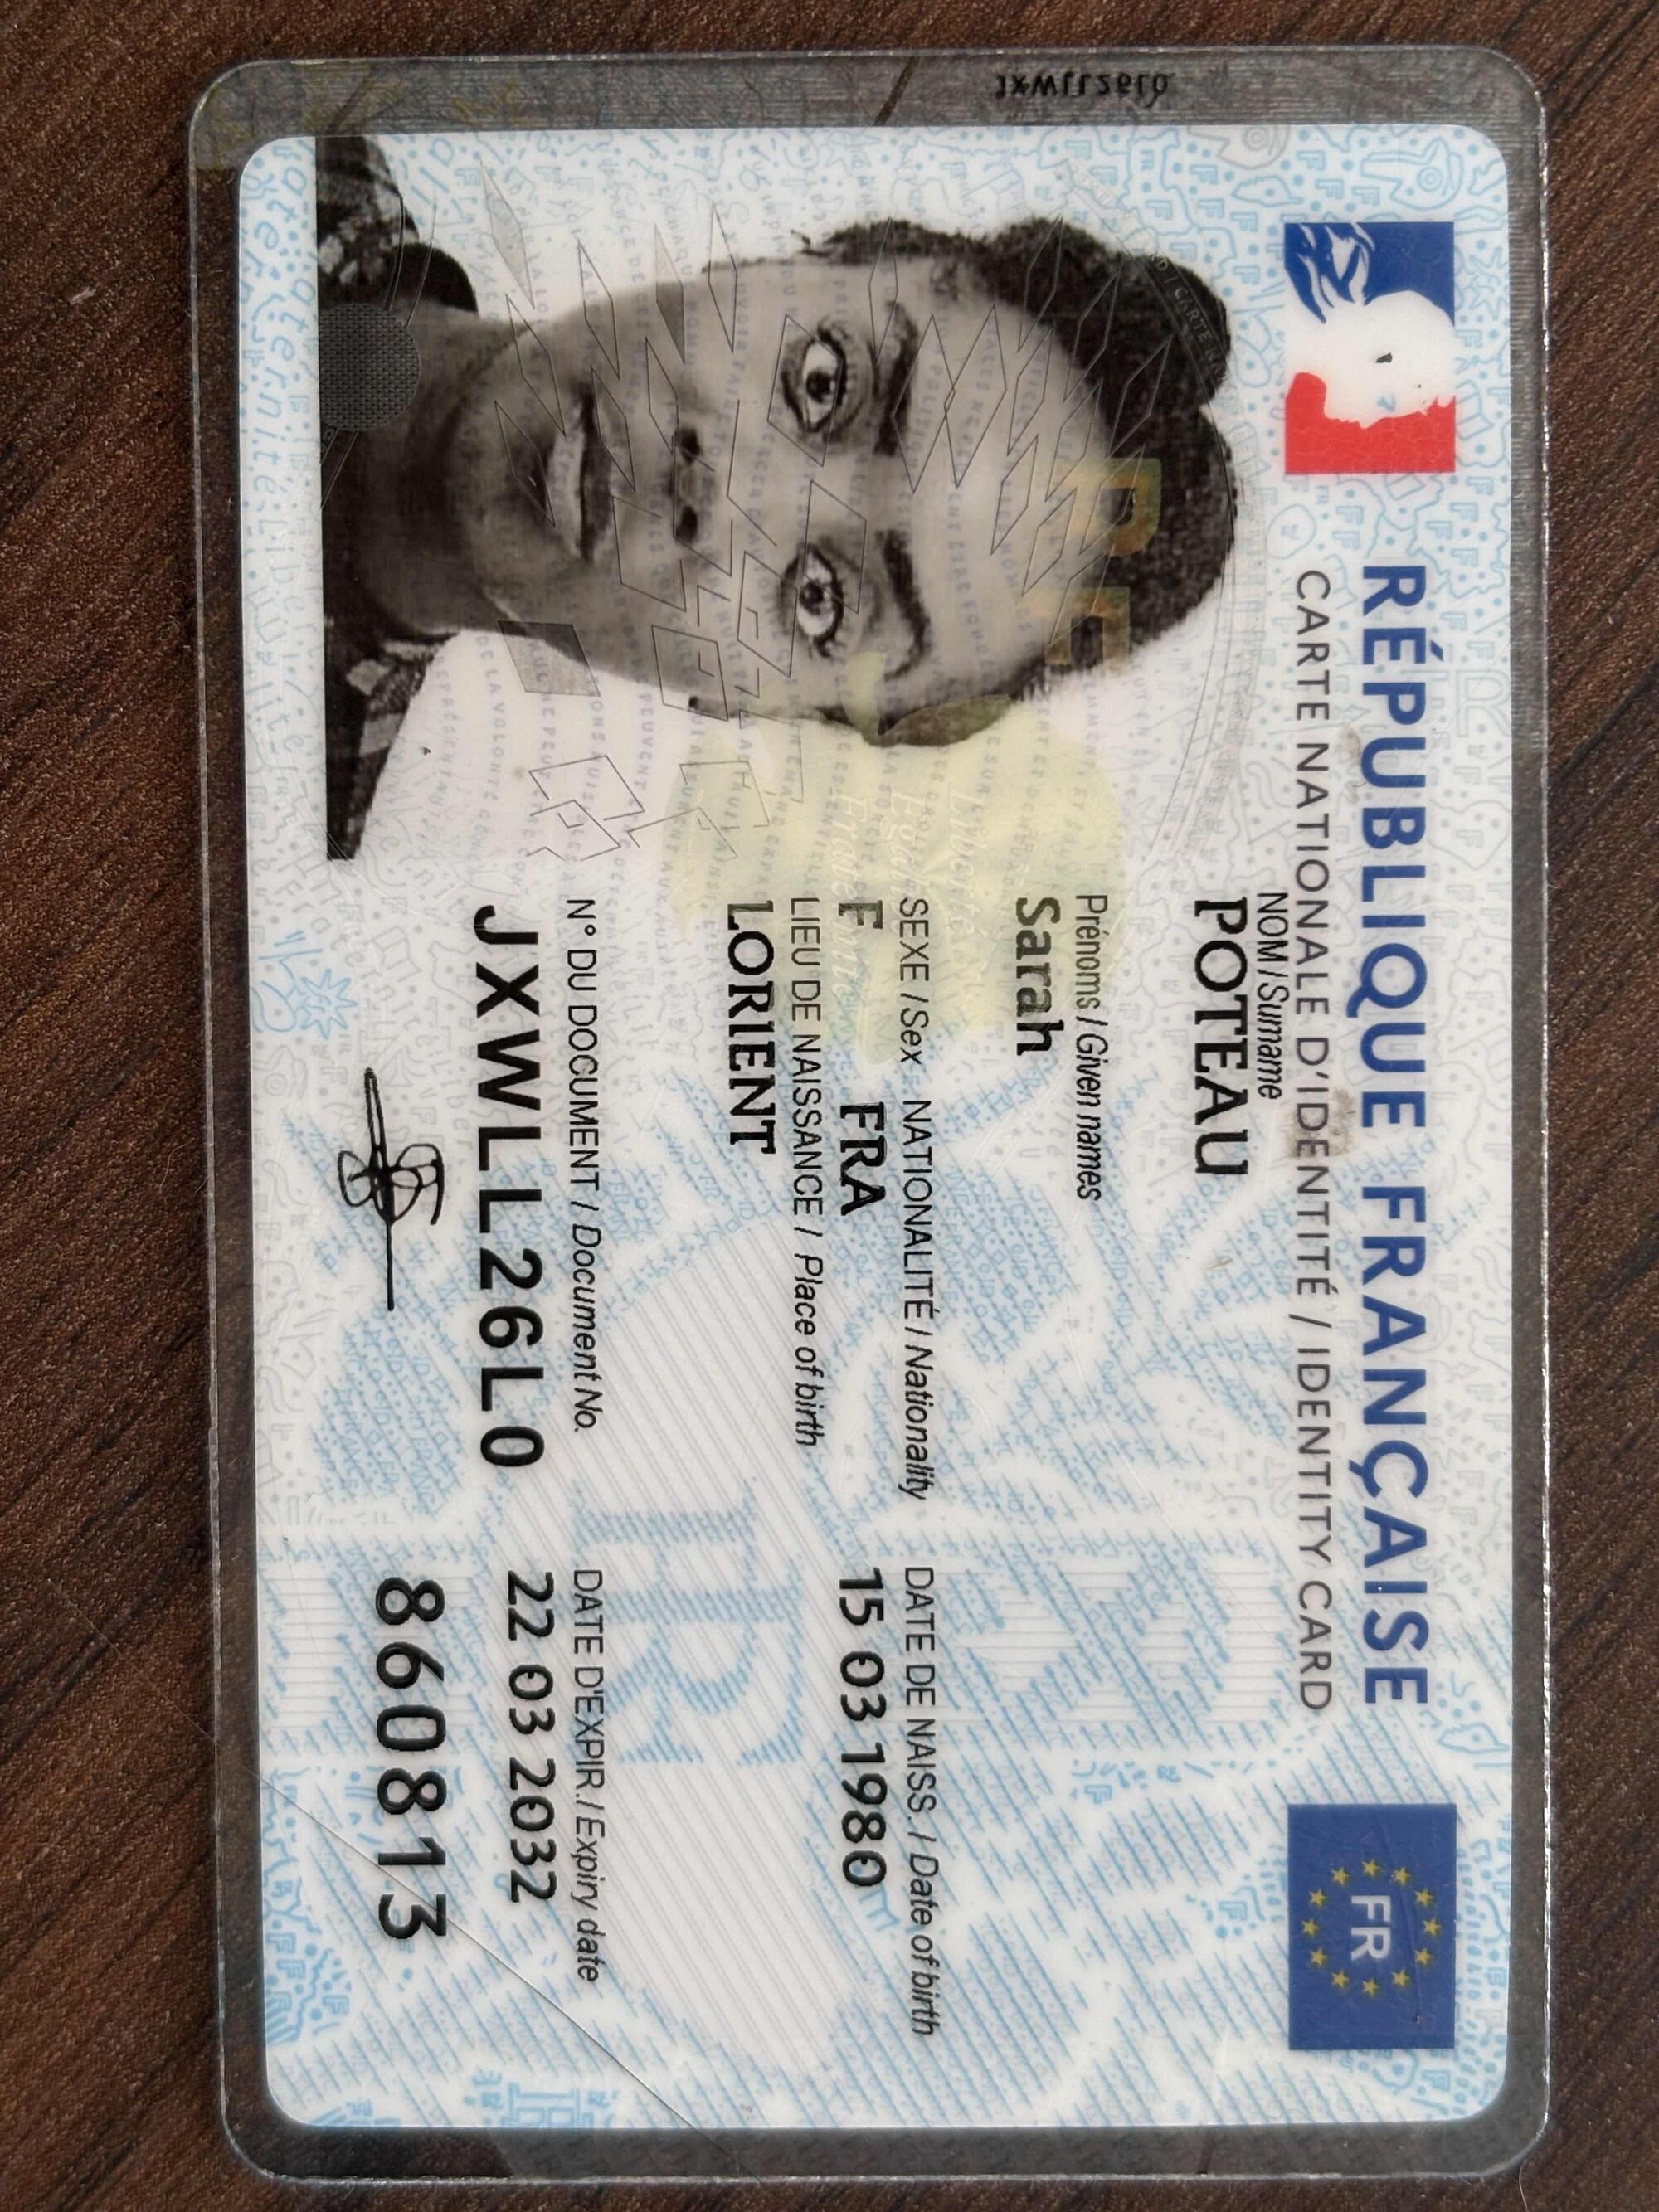 RÉPUBLIQUE FRANÇAISE
CARTE NATIONALE D'IDENTITÉ / IDENTITY CARD
FR
NOM / Surname
POTEAU
Prénoms / Given names
Sarah
SEXE / Sex NATIONALITÉ / Nationality DATE DE NAISS. / Date of birth
F FRA 15 03 1980
LIEU DE NAISSANCE / Place of birth
LORIENT
N° DU DOCUMENT / Document No. DATE D'EXPIR. / Expiry date
JXWLL26L0 22 03 2032
860813